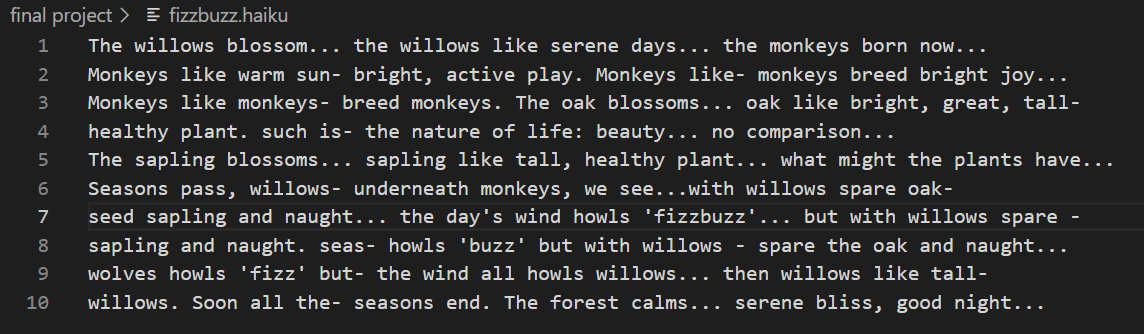 final project > fizzbuzz.haiku
1 The willows blossom... the willows like serene days... the monkeys born now...
2 Monkeys like warm sun- bright, active play. Monkeys like- monkeys breed bright joy...
3 Monkeys like monkeys- breed monkeys. The oak blossoms... oak like bright, great, tall-
4 healthy plant. such is- the nature of life: beauty... no comparison...
5 The sapling blossoms... sapling like tall, healthy plant... what might the plants have...
6 Seasons pass, willows- underneath monkeys, we see...with willows spare oak-
7 seed sapling and naught... the day's wind howls 'fizzbuzz'... but with willows spare -
8 sapling and naught. seas- howls 'buzz' but with willows - spare the oak and naught...
9 wolves howls 'fizz' but- the wind all howls willows... then willows like tall-
10 willows. Soon all the- seasons end. The forest calms... serene bliss, good night...